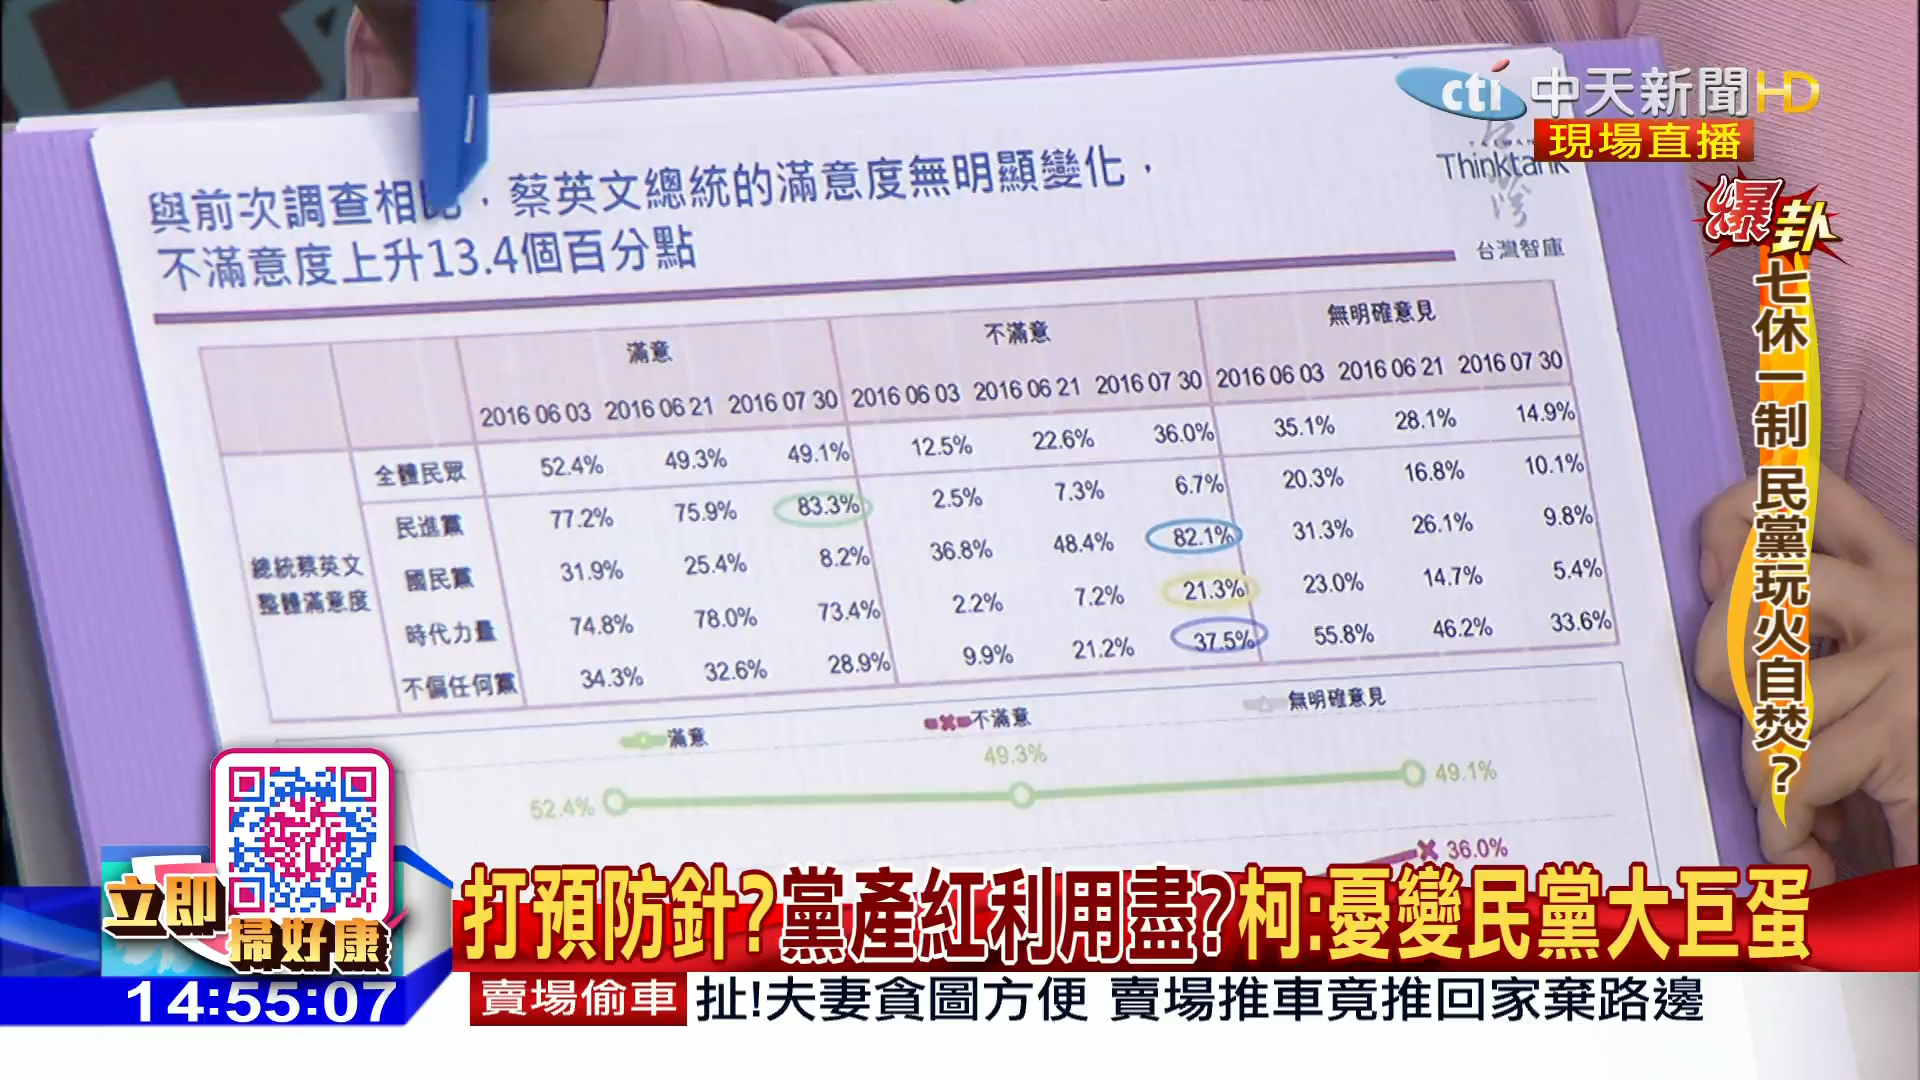 cti 中天新聞HD
現場直播
Thinktank
台灣智庫
與前次調查相比，蔡英文總統的滿意度無明顯變化，
不滿意度上升13.4個百分點
滿意 不滿意 無明確意見
2016 06 03 2016 06 21 2016 07 30 2016 06 03 2016 06 21 2016 07 30 2016 06 03 2016 06 21 2016 07 30
總統蔡英文
整體滿意度
全體民眾 52.4% 49.3% 49.1% 12.5% 22.6% 36.0% 35.1% 28.1% 14.9%
民進黨 77.2% 75.9% 83.3% 2.5% 7.3% 6.7% 20.3% 16.8% 10.1%
國民黨 31.9% 25.4% 8.2% 36.8% 48.4% 82.1% 31.3% 26.1% 9.8%
時代力量 74.8% 78.0% 73.4% 2.2% 7.2% 21.3% 23.0% 14.7% 5.4%
不偏任何黨 34.3% 32.6% 28.9% 9.9% 21.2% 37.5% 55.8% 46.2% 33.6%
滿意 不滿意 無明確意見
52.4% 49.3% 49.1%
36.0%
爆卦
七休一制 民黨玩火自焚？
立即
掃好康
打預防針?黨產紅利用盡?柯:憂變民黨大巨蛋
14:55:07
賣場偷車 扯!夫妻貪圖方便 賣場推車竟推回家棄路邊